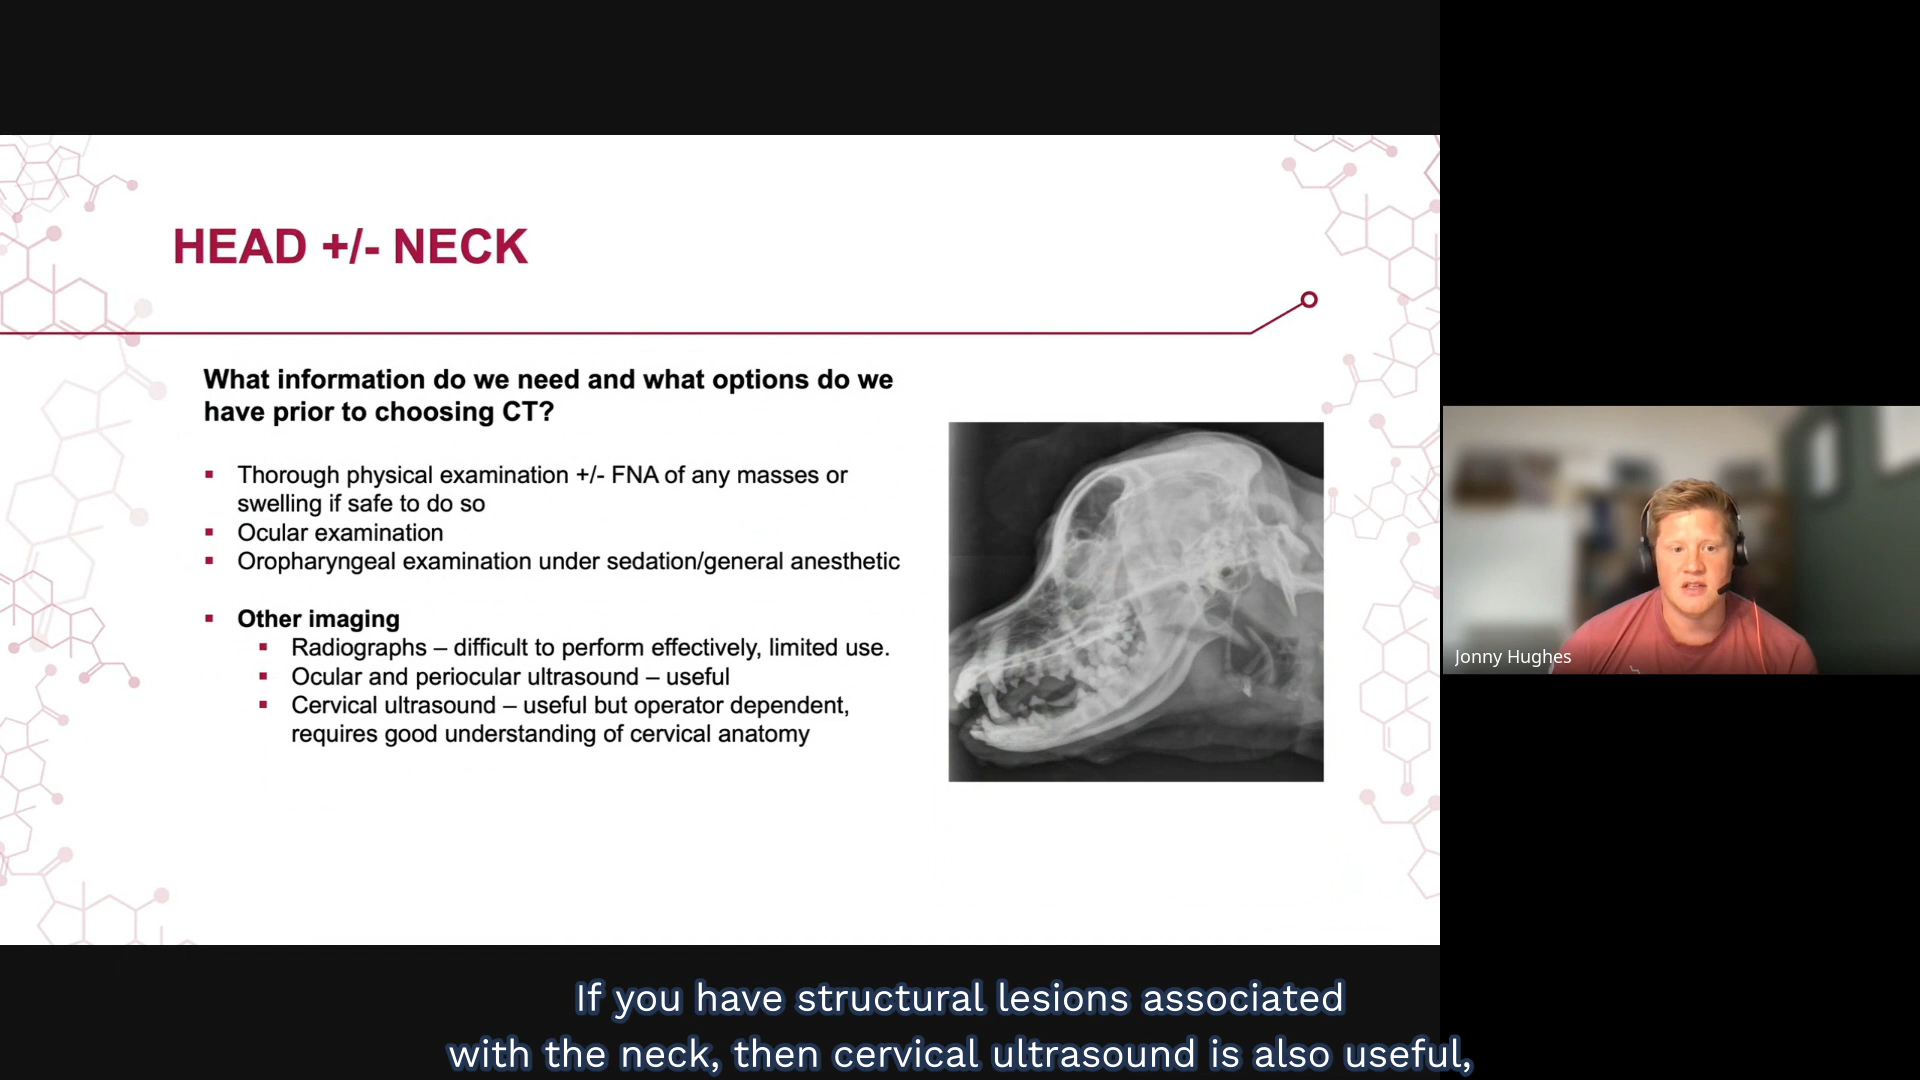 HEAD +/- NECK
What information do we need and what options do we
have prior to choosing CT?
▪ Thorough physical examination +/- FNA of any masses or
swelling if safe to do so
▪ Ocular examination
▪ Oropharyngeal examination under sedation/general anesthetic
▪ Other imaging
▪ Radiographs – difficult to perform effectively, limited use.
▪ Ocular and periocular ultrasound – useful
▪ Cervical ultrasound – useful but operator dependent,
requires good understanding of cervical anatomy
Jonny Hughes
If you have structural lesions associated
with the neck, then cervical ultrasound is also useful,